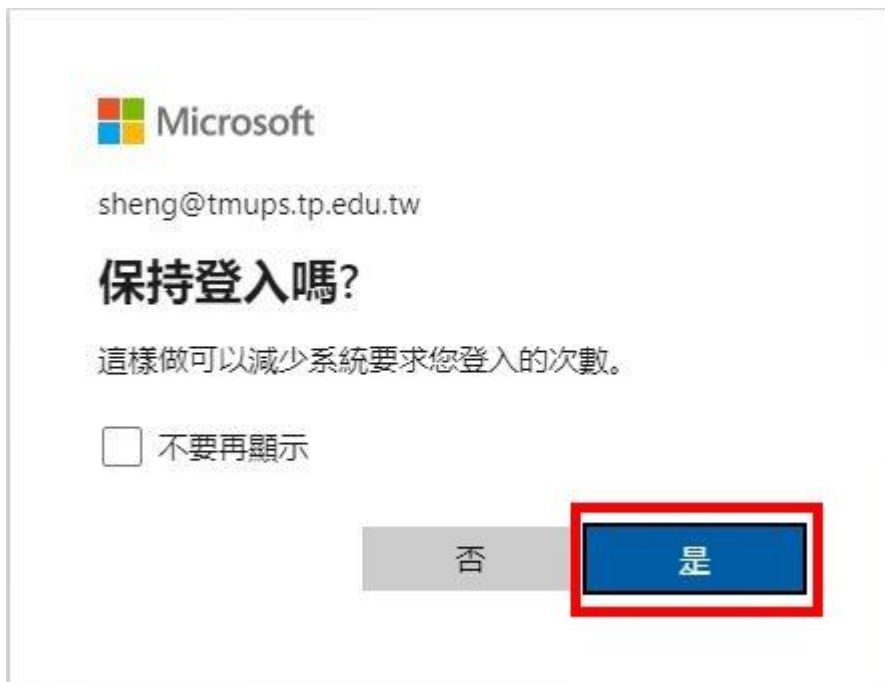 Microsoft
sheng@tmups.tp.edu.tw
保持登入嗎?
這樣做可以減少系統要求您登入的次數。
不要再顯示
否 是